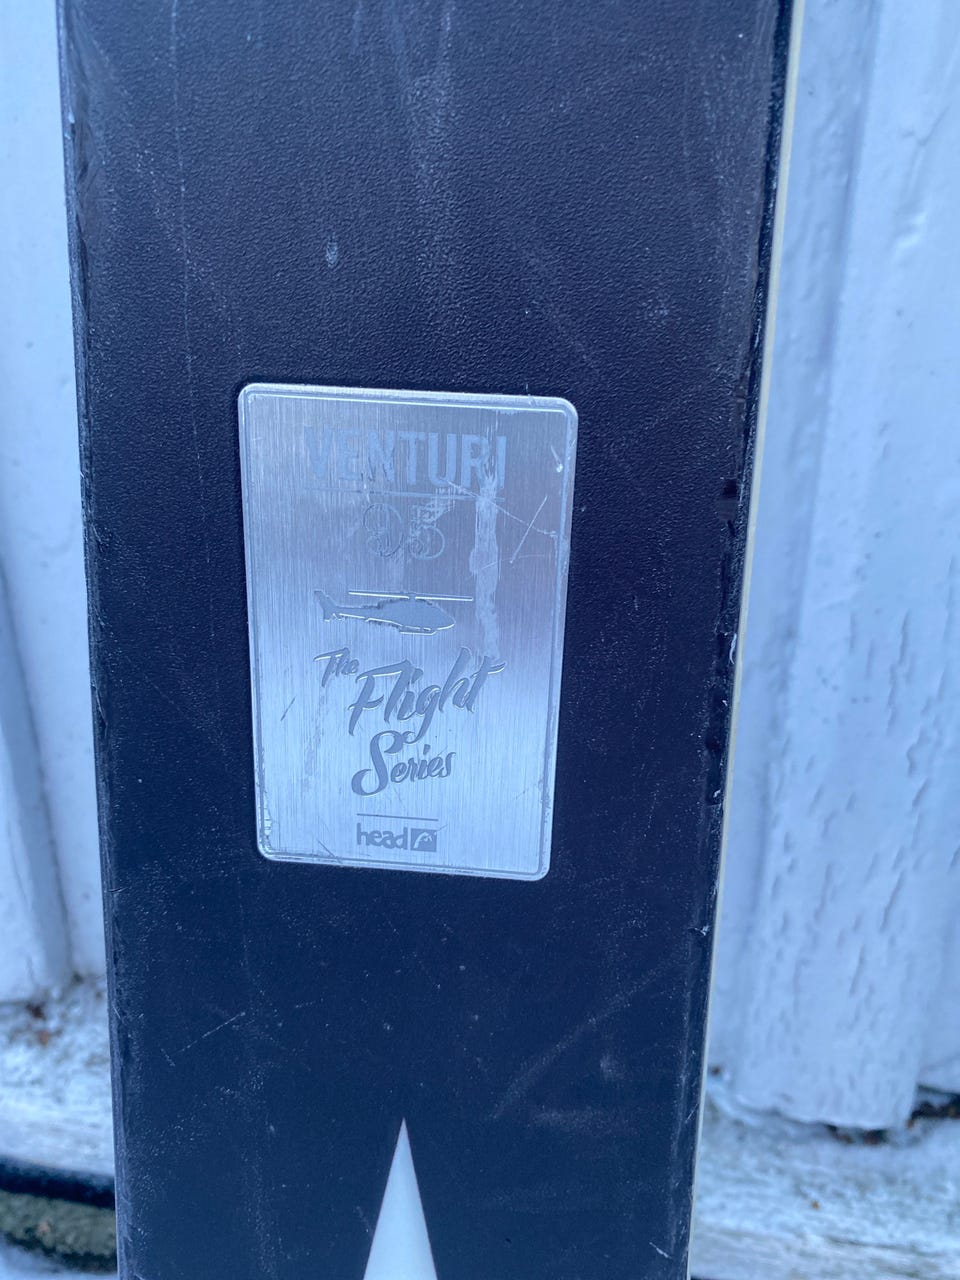 VENTURI
95
The
Flight
Series
head